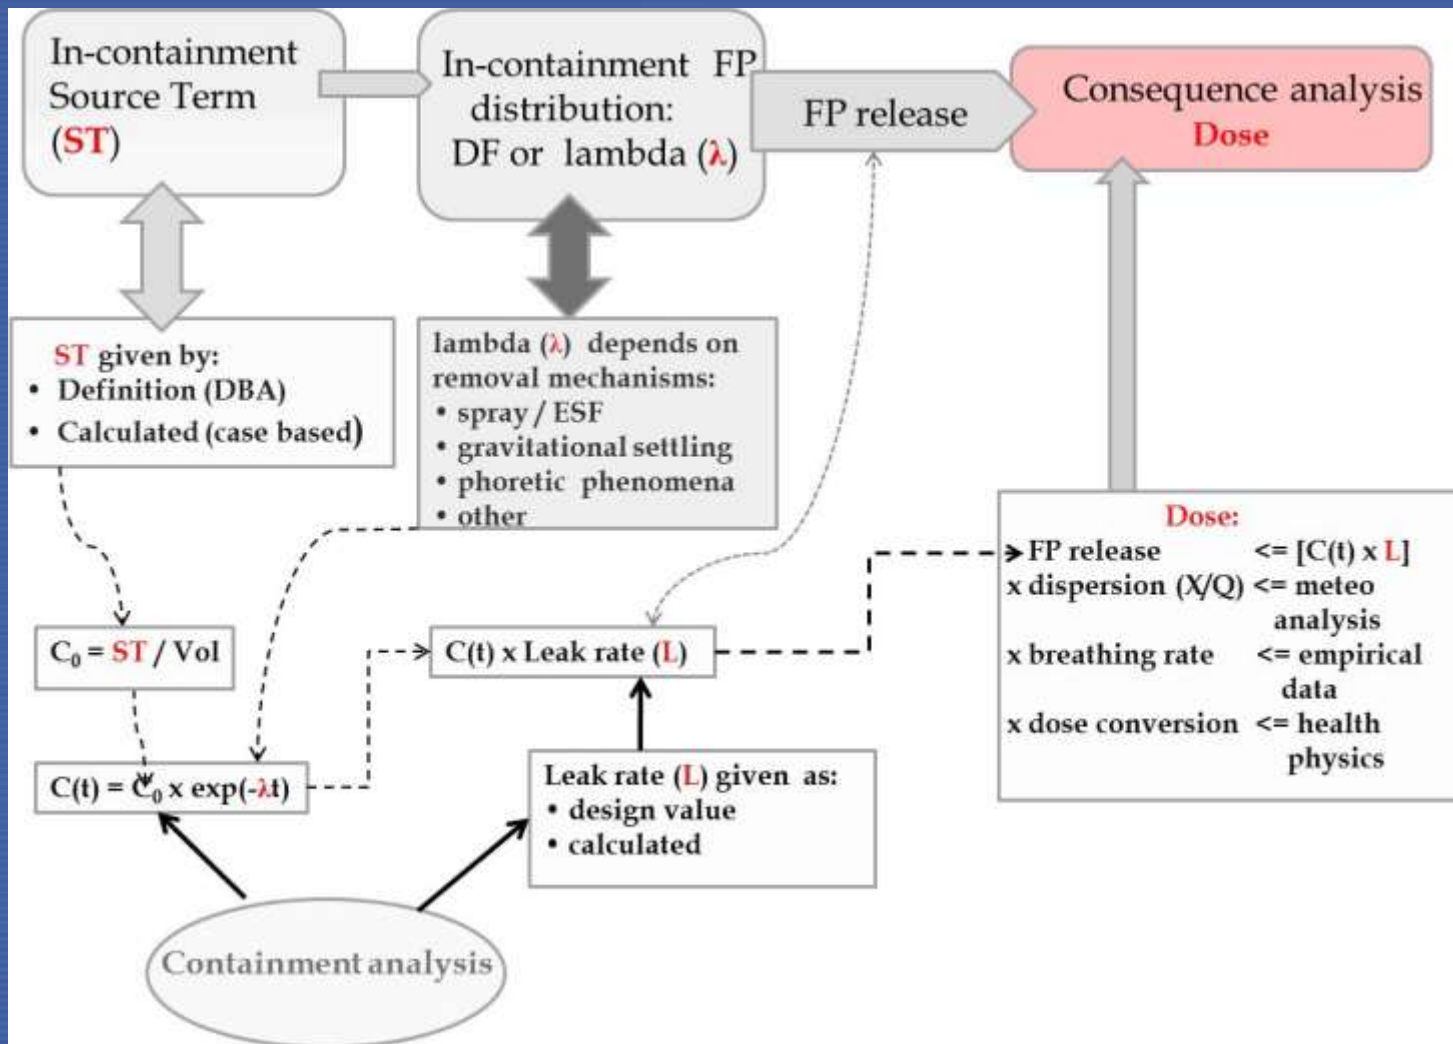 In-containment
Source Term
(ST)
In-containment FP
distribution:
DF or lambda (λ)
FP release
Consequence analysis
Dose
ST given by:
• Definition (DBA)
• Calculated (case based)
lambda (λ) depends on
removal mechanisms:
• spray / ESF
• gravitational settling
• phoretic phenomena
• other
C₀ = ST / Vol
C(t) = C₀ x exp(-λt)
C(t) x Leak rate (L)
Leak rate (L) given as:
• design value
• calculated
Containment analysis
Dose:
FP release <= [C(t) x L]
x dispersion (X/Q) <= meteo
analysis
x breathing rate <= empirical
data
x dose conversion <= health
physics